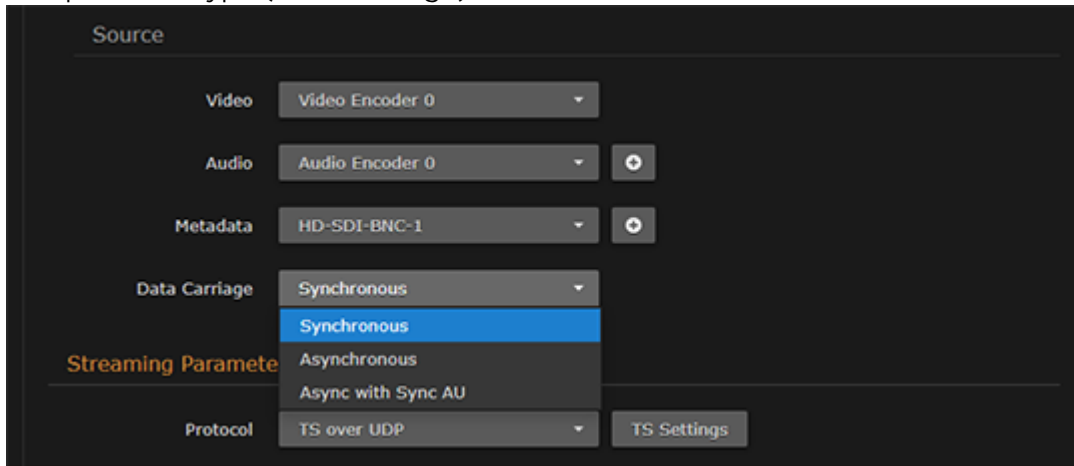 Source
Video Video Encoder 0
Audio Audio Encoder 0
Metadata HD-SDI-BNC-1
Data Carriage Synchronous
Synchronous
Streaming Paramete Asynchronous
Async with Sync AU
Protocol TS over UDP TS Settings